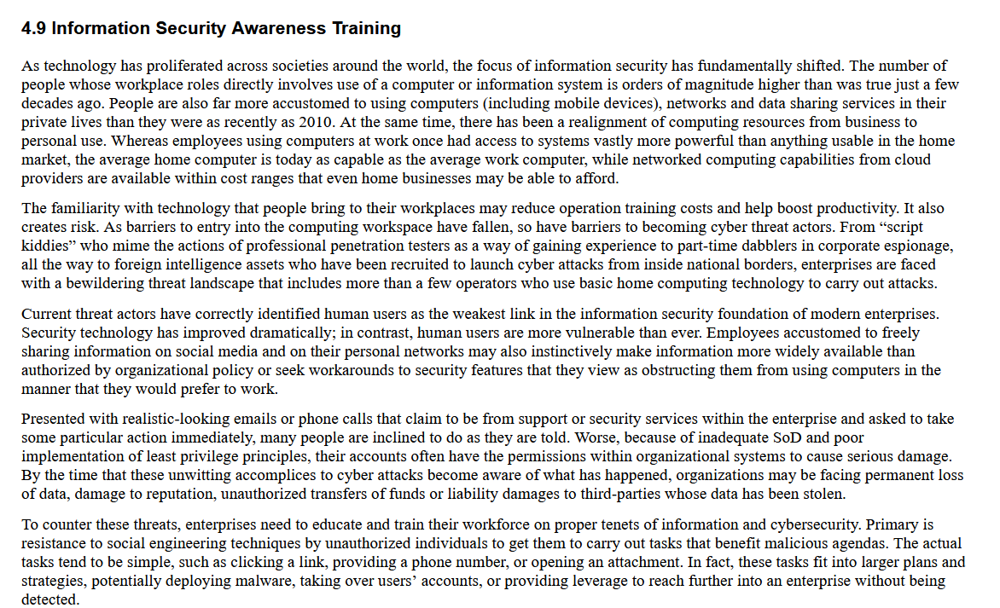 4.9 Information Security Awareness Training
As technology has proliferated across societies around the world, the focus of information security has fundamentally shifted. The number of
people whose workplace roles directly involves use of a computer or information system is orders of magnitude higher than was true just a few
decades ago. People are also far more accustomed to using computers (including mobile devices), networks and data sharing services in their
private lives than they were as recently as 2010. At the same time, there has been a realignment of computing resources from business to
personal use. Whereas employees using computers at work once had access to systems vastly more powerful than anything usable in the home
market, the average home computer is today as capable as the average work computer, while networked computing capabilities from cloud
providers are available within cost ranges that even home businesses may be able to afford.
The familiarity with technology that people bring to their workplaces may reduce operation training costs and help boost productivity. It also
creates risk. As barriers to entry into the computing workspace have fallen, so have barriers to becoming cyber threat actors. From “script
kiddies” who mime the actions of professional penetration testers as a way of gaining experience to part-time dabblers in corporate espionage,
all the way to foreign intelligence assets who have been recruited to launch cyber attacks from inside national borders, enterprises are faced
with a bewildering threat landscape that includes more than a few operators who use basic home computing technology to carry out attacks.
Current threat actors have correctly identified human users as the weakest link in the information security foundation of modern enterprises.
Security technology has improved dramatically; in contrast, human users are more vulnerable than ever. Employees accustomed to freely
sharing information on social media and on their personal networks may also instinctively make information more widely available than
authorized by organizational policy or seek workarounds to security features that they view as obstructing them from using computers in the
manner that they would prefer to work.
Presented with realistic-looking emails or phone calls that claim to be from support or security services within the enterprise and asked to take
some particular action immediately, many people are inclined to do as they are told. Worse, because of inadequate SoD and poor
implementation of least privilege principles, their accounts often have the permissions within organizational systems to cause serious damage.
By the time that these unwitting accomplices to cyber attacks become aware of what has happened, organizations may be facing permanent loss
of data, damage to reputation, unauthorized transfers of funds or liability damages to third-parties whose data has been stolen.
To counter these threats, enterprises need to educate and train their workforce on proper tenets of information and cybersecurity. Primary is
resistance to social engineering techniques by unauthorized individuals to get them to carry out tasks that benefit malicious agendas. The actual
tasks tend to be simple, such as clicking a link, providing a phone number, or opening an attachment. In fact, these tasks fit into larger plans and
strategies, potentially deploying malware, taking over users’ accounts, or providing leverage to reach further into an enterprise without being
detected.